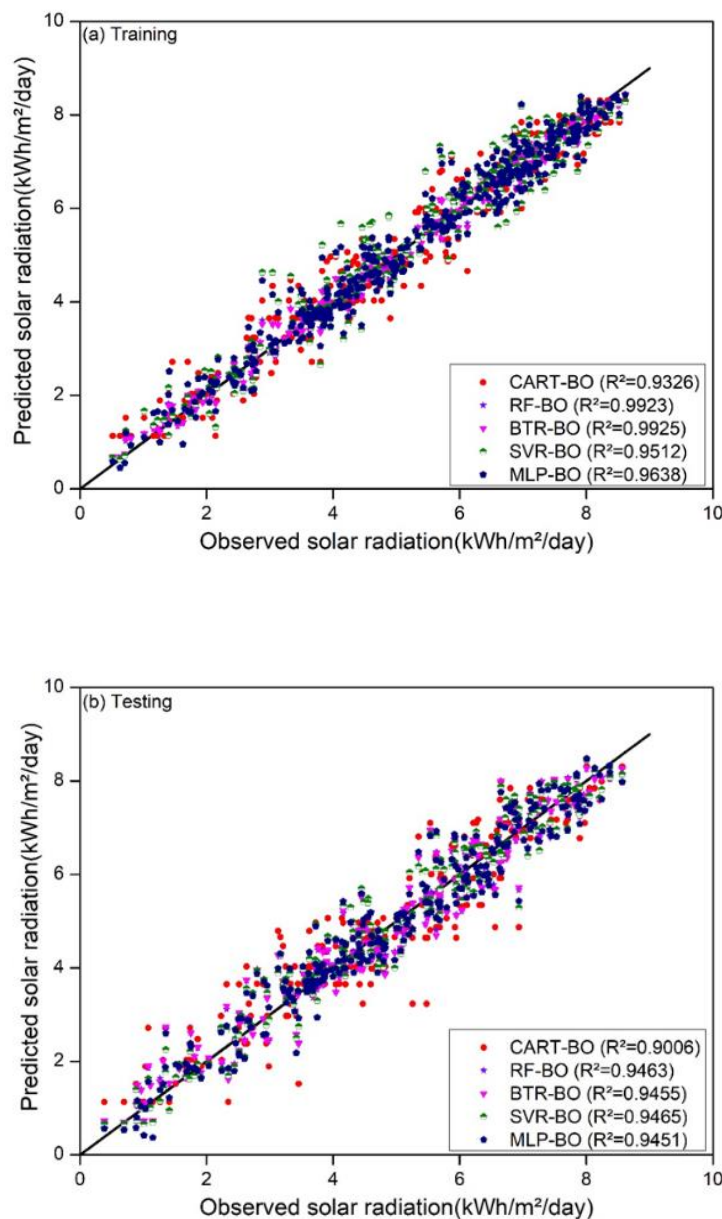 (a) Training
10
8
6
4
2
0
Predicted solar radiation(kWh/m²/day)
CART-BO (R²=0.9326)
RF-BO (R²=0.9923)
BTR-BO (R²=0.9925)
SVR-BO (R²=0.9512)
MLP-BO (R²=0.9638)
0 2 4 6 8 10
Observed solar radiation(kWh/m²/day)
(b) Testing
10
8
6
4
2
0
Predicted solar radiation(kWh/m²/day)
CART-BO (R²=0.9006)
RF-BO (R²=0.9463)
BTR-BO (R²=0.9455)
SVR-BO (R²=0.9465)
MLP-BO (R²=0.9451)
0 2 4 6 8 10
Observed solar radiation(kWh/m²/day)